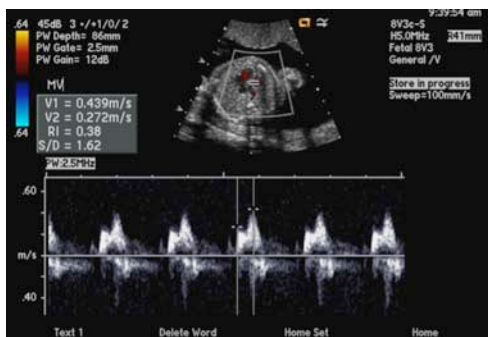 9:39:54 am
.64
45dB 3 +/+1/0/2
PW Depth= 86mm
PW Gate= 2.5mm
PW Gain= 12dB
8V3c-S
H5.0MHz R41mm
Fetal 8V3
General /V
Store in progress
Sweep=100mm/s
MV
.64
V1 = 0.439m/s
V2 = 0.272m/s
RI = 0.38
S/D = 1.62
PW:2.5MHz
.60
m/s
.40
Text 1 Delete Word Home Set Home